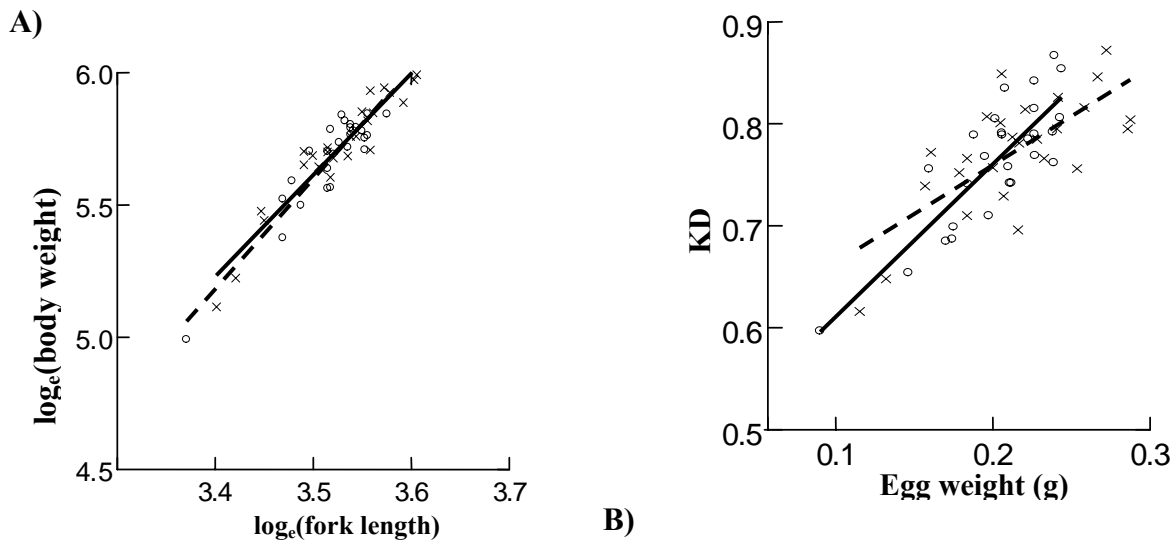 A)
6.0
5.5
5.0
4.5
logₑ(body weight)
3.4
3.5
3.6
3.7
logₑ(fork length)
0.9
0.8
0.7
0.6
0.5
KD
0.1
0.2
0.3
Egg weight (g)
B)